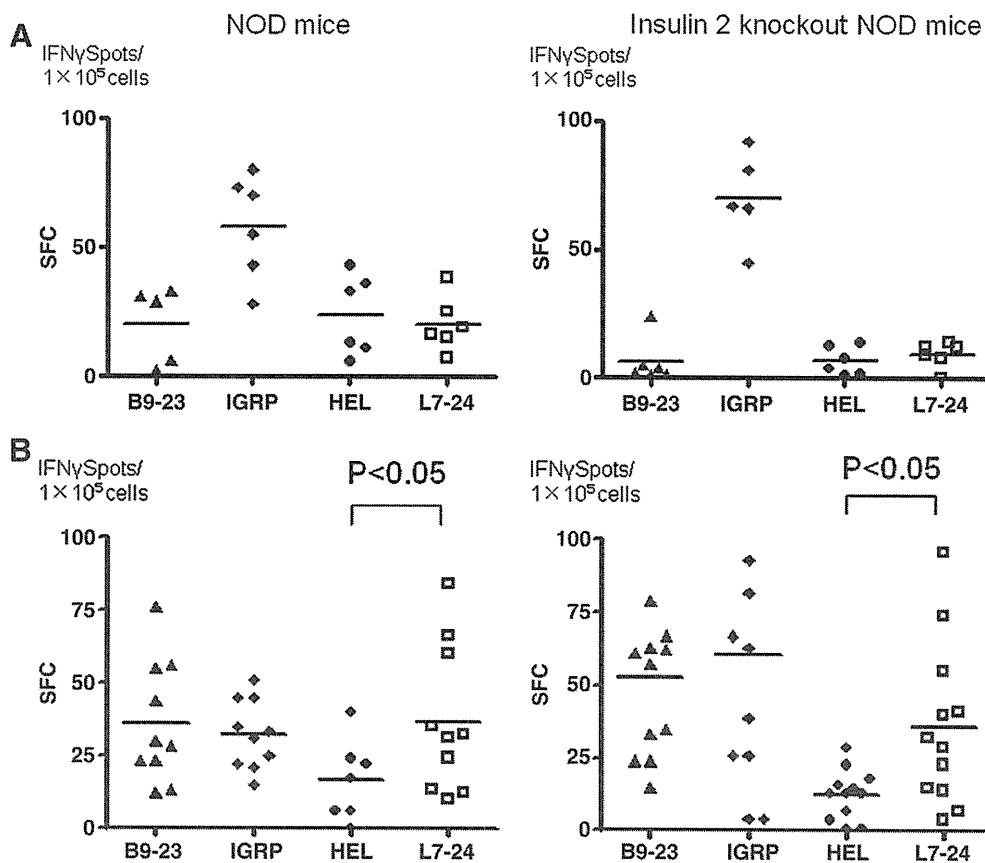 A
NOD mice
Insulin 2 knockout NOD mice
IFNγSpots/
1×10⁵cells
100
50
0
SFC
B9-23 IGRP HEL L7-24
IFNγSpots/
1×10⁵cells
100
50
0
SFC
B9-23 IGRP HEL L7-24
B
IFNγSpots/
1×10⁵cells
P<0.05
100
75
50
25
0
SFC
B9-23 IGRP HEL L7-24
IFNγSpots/
1×10⁵cells
P<0.05
100
75
50
25
0
SFC
B9-23 IGRP HEL L7-24